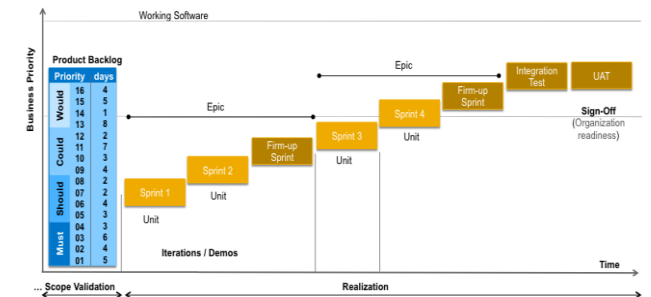 Working Software
Business Priority
Product Backlog
Priority days
Would
Could
Should
Must
16 4
15 5
14 1
13 8
12 2
11 7
10 3
09 4
08 2
07 2
06 4
05 3
04 3
03 6
02 4
01 5
Epic
Epic
Sprint 1
Unit
Sprint 2
Unit
Firm-up
Sprint
Sprint 3
Unit
Sprint 4
Unit
Firm-up
Sprint
Integration
Test
UAT
Sign-Off
(Organization
readiness)
Iterations / Demos
Time
... Scope Validation
Realization